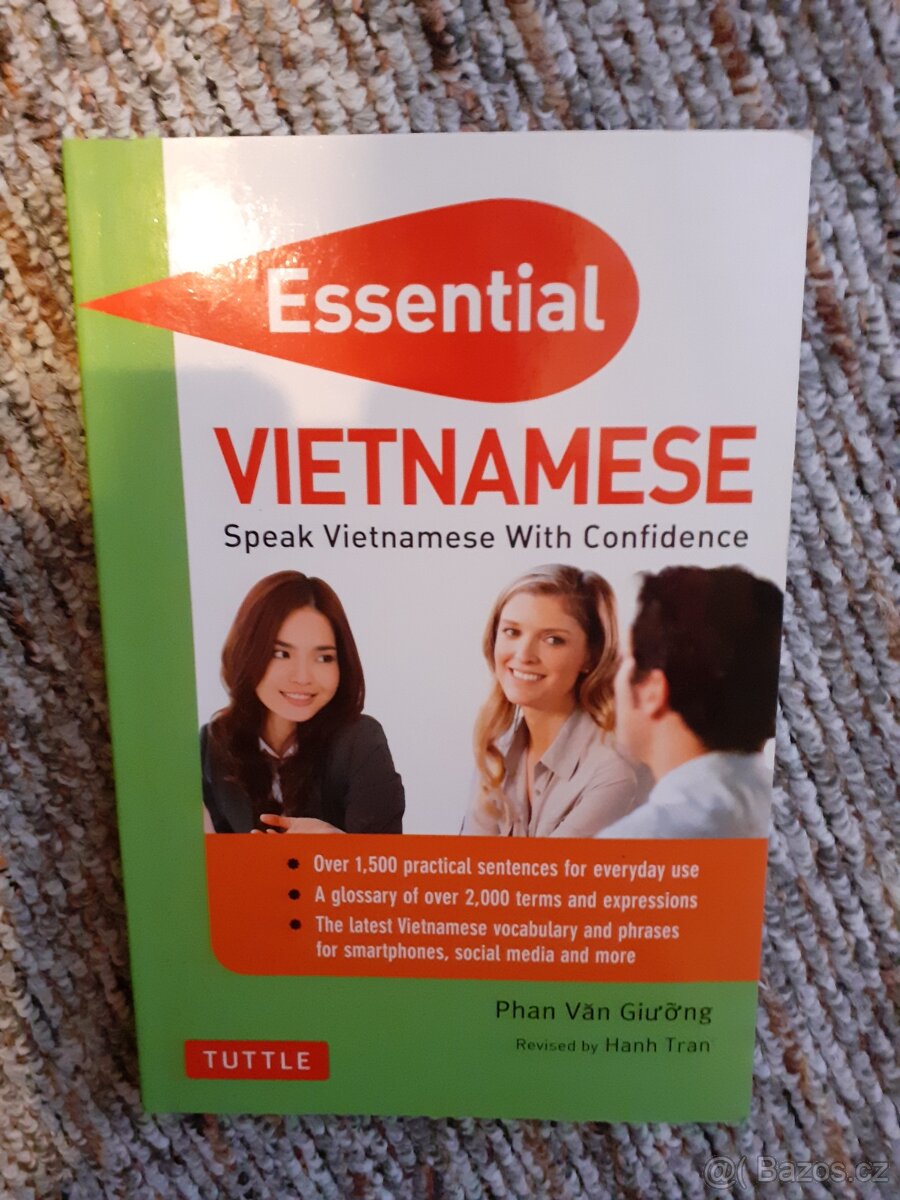 Essential
VIETNAMESE
Speak Vietnamese With Confidence
• Over 1,500 practical sentences for everyday use
• A glossary of over 2,000 terms and expressions
• The latest Vietnamese vocabulary and phrases
for smartphones, social media and more
Phan Văn Giưỡng
Revised by Hanh Tran
TUTTLE
@( Bazos.cz